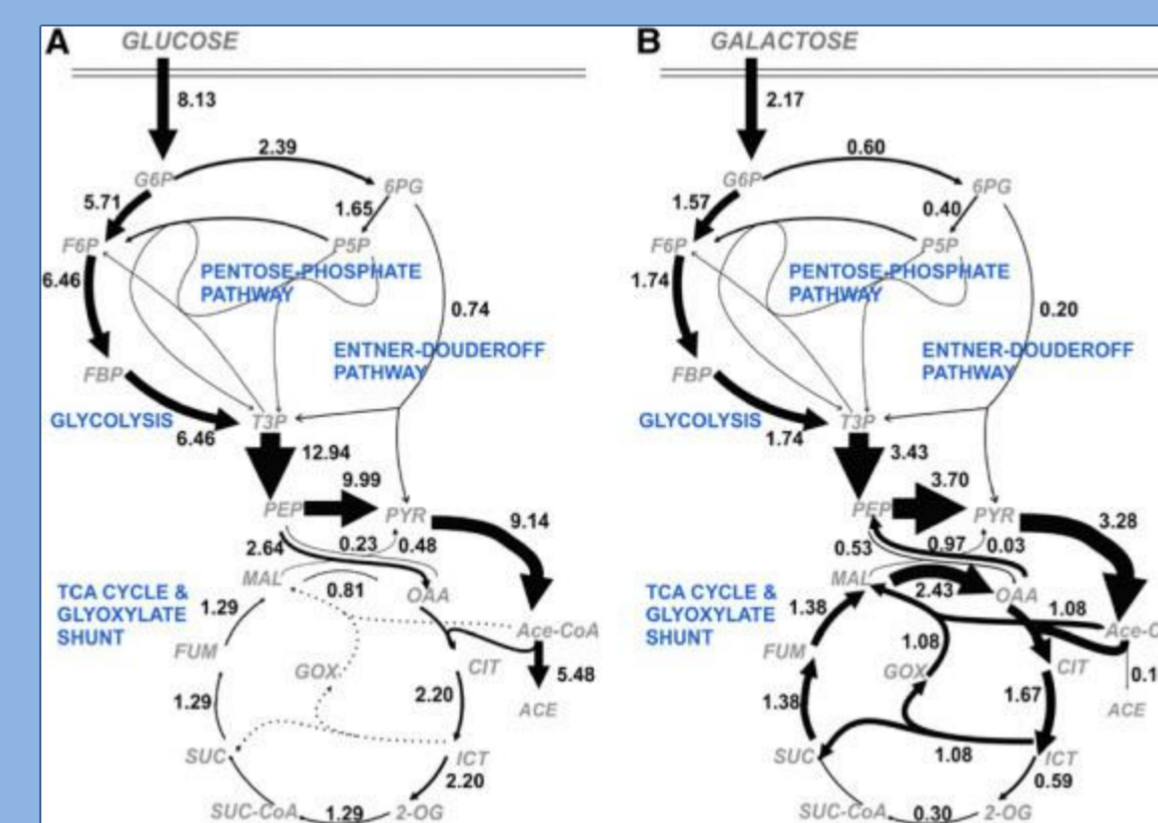 A
GLUCOSE
8.13
2.39
G6P
6PG
5.71
1.65
F6P
P5P
6.46
PENTOSE-PHOSPHATE
PATHWAY
0.74
ENTNER-DOUDEROFF
PATHWAY
FBP
GLYCOLYSIS
T3P
6.46
12.94
9.99
PEP
PYR
9.14
2.64
0.23
0.48
MAL
0.81
OAA
TCA CYCLE &
GLYOXYLATE
SHUNT
1.29
Ace-CoA
FUM
GOX
CIT
5.48
1.29
2.20
ACE
SUC
ICT
2.20
SUC-CoA
1.29
2-OG
B
GALACTOSE
2.17
0.60
G6P
6PG
1.57
0.40
F6P
P5P
1.74
PENTOSE-PHOSPHATE
PATHWAY
0.20
ENTNER-DOUDEROFF
PATHWAY
FBP
GLYCOLYSIS
T3P
1.74
3.43
3.70
PEP
PYR
3.28
0.53
0.97
0.03
MAL
2.43
OAA
TCA CYCLE &
GLYOXYLATE
SHUNT
1.38
1.08
Ace-C
1.08
FUM
GOX
CIT
0.1
1.38
1.67
ACE
SUC
1.08
ICT
0.59
SUC-CoA
0.30
2-OG